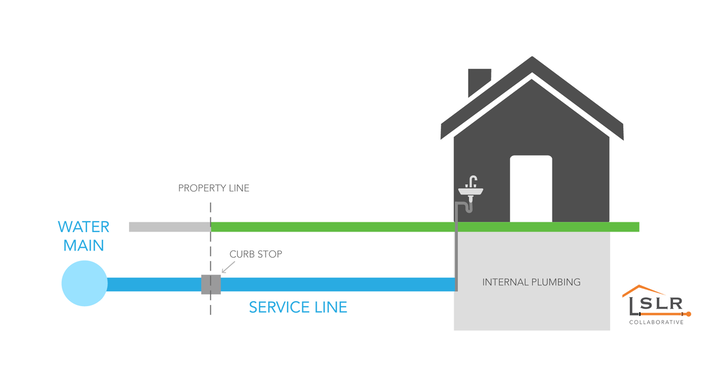 PROPERTY LINE
WATER
MAIN
CURB STOP
SERVICE LINE
INTERNAL PLUMBING
LSLR
COLLABORATIVE